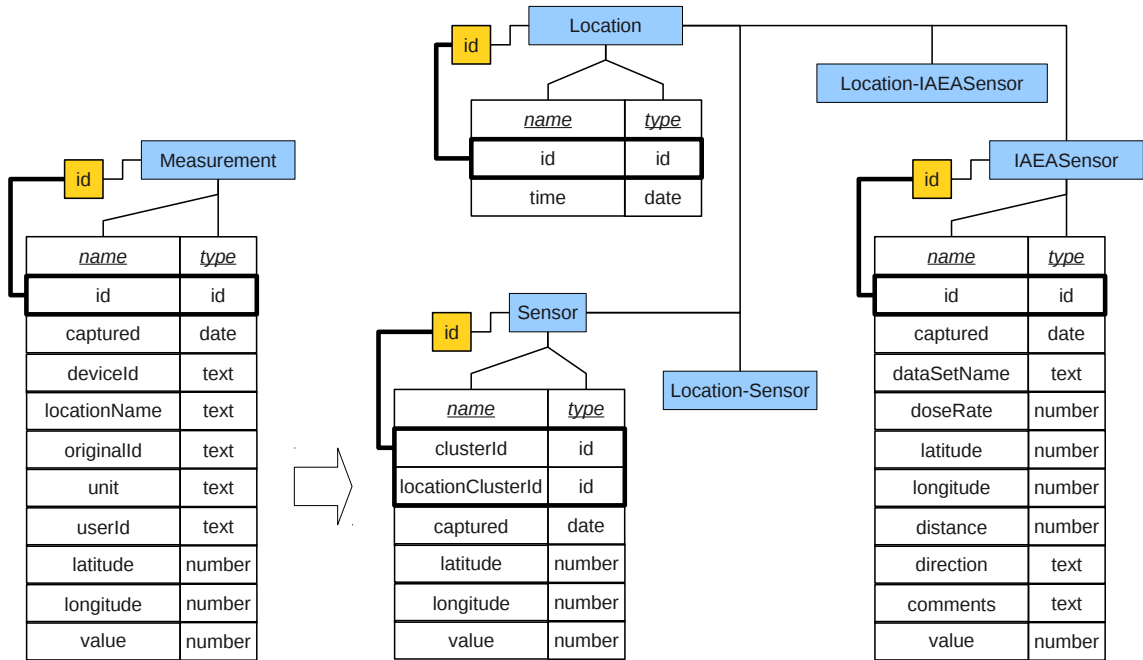 Location
id
Location-IAEASensor
name type
id id
time date
Measurement
id
name type
id id
captured date
deviceId text
locationName text
originalId text
unit text
userId text
latitude number
longitude number
value number
Sensor
id
Location-Sensor
name type
clusterId id
locationClusterId id
captured date
latitude number
longitude number
value number
IAEASensor
id
name type
id id
captured date
dataSetName text
doseRate number
latitude number
longitude number
distance number
direction text
comments text
value number